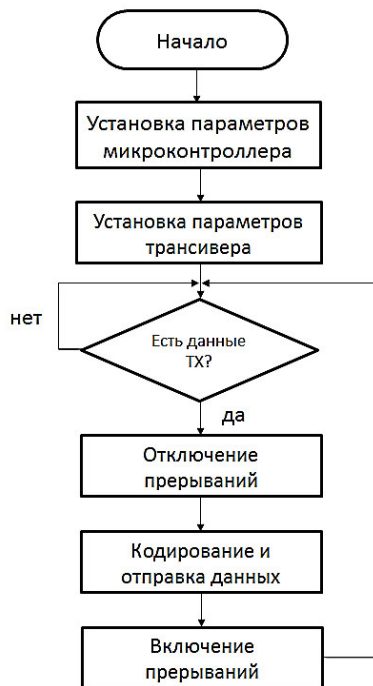 Начало
Установка параметров
микроконтроллера
Установка параметров
трансивера
нет
Есть данные
TX?
да
Отключение
прерываний
Кодирование и
отправка данных
Включение
прерываний